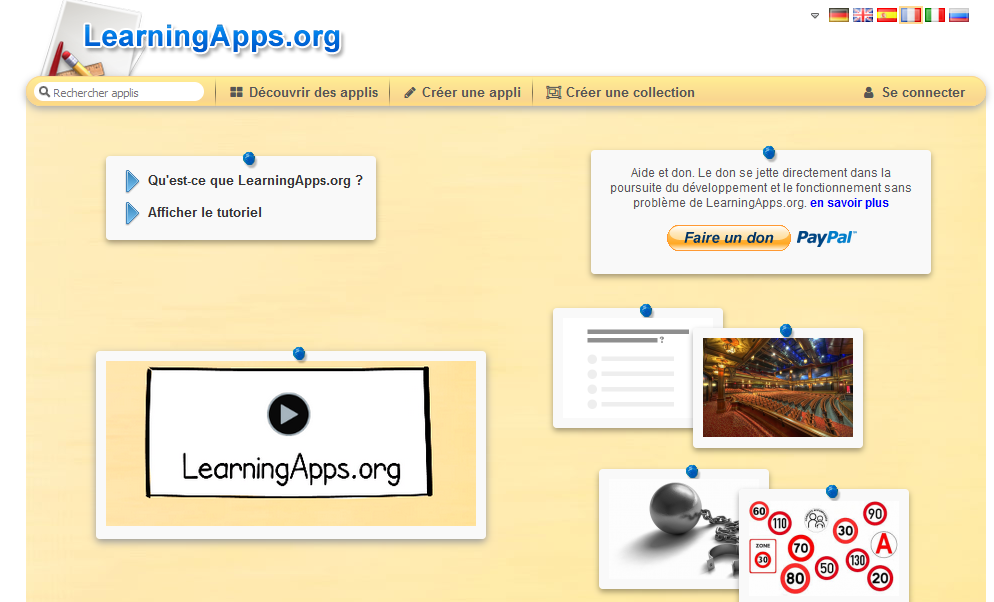 LearningApps.org
Rechercher applis
Découvrir des applis
Créer une appli
Créer une collection
Se connecter
Qu'est-ce que LearningApps.org ?
Afficher le tutoriel
Aide et don. Le don se jette directement dans la
poursuite du déveloptement et le fonctionnement sans
problème de LearningApps.org. en savoir plus
Faire un don PayPal™
?
LearningApps.org
60
110
90
30
ZONE
30
70
A
50
130
80
20